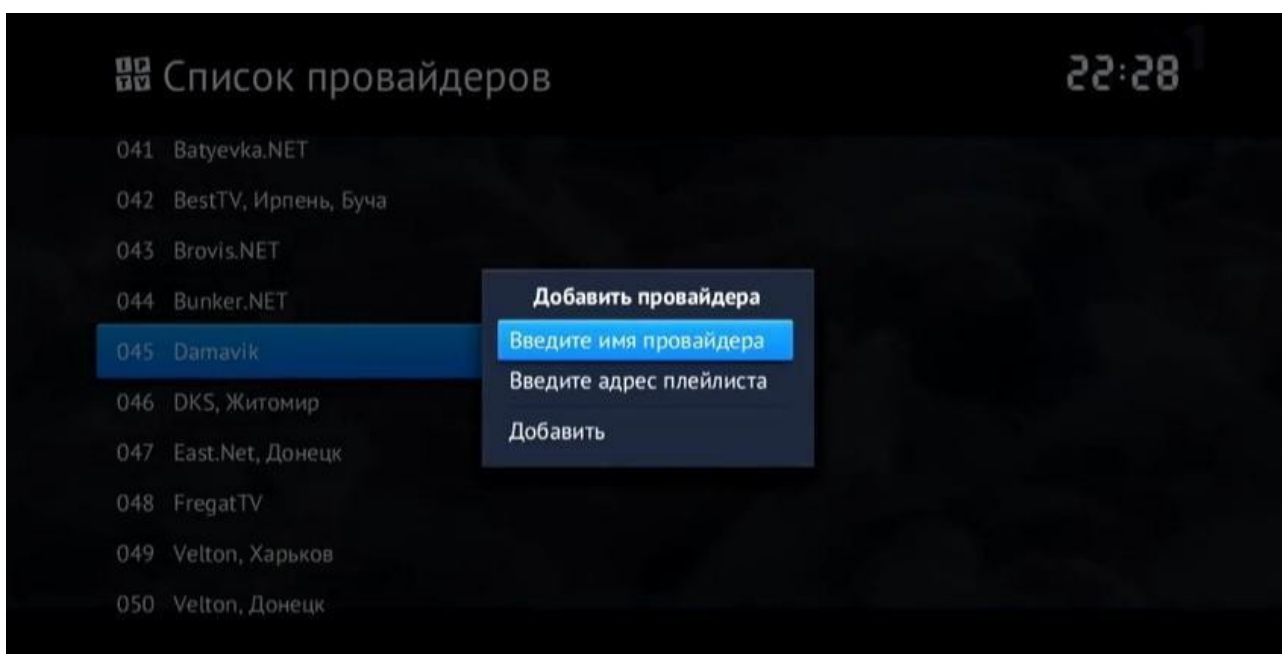 IP
TV
Список провайдеров
22:28
041 Batyevka.NET
042 BestTV, Ирпень, Буча
043 Brovis.NET
044 Bunker.NET
045 Damavik
046 DKS, Житомир
047 East.Net, Донецк
048 FregatTV
049 Velton, Харьков
050 Velton, Донецк
Добавить провайдера
Введите имя провайдера
Введите адрес плейлиста
Добавить